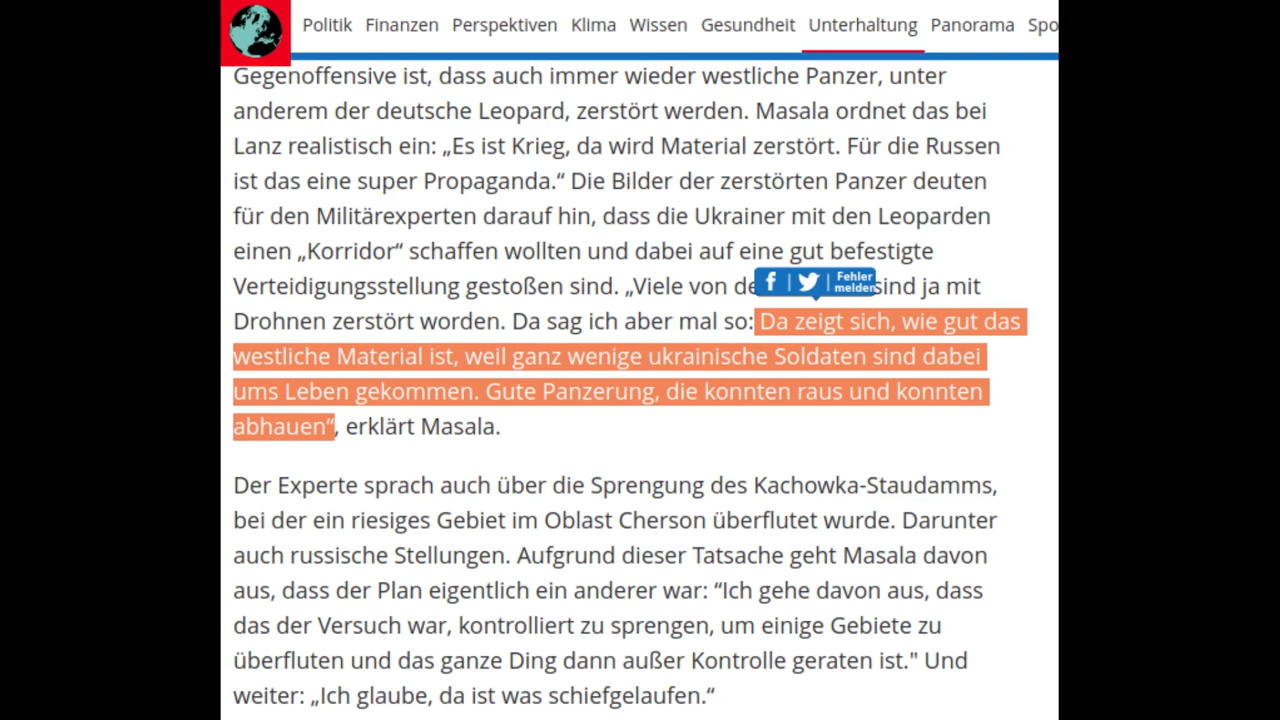 Politik Finanzen Perspektiven Klima Wissen Gesundheit Unterhaltung Panorama Spo
Gegenoffensive ist, dass auch immer wieder westliche Panzer, unter
anderem der deutsche Leopard, zerstört werden. Masala ordnet das bei
Lanz realistisch ein: „Es ist Krieg, da wird Material zerstört. Für die Russen
ist das eine super Propaganda.“ Die Bilder der zerstörten Panzer deuten
für den Militärexperten darauf hin, dass die Ukrainer mit den Leoparden
einen „Korridor“ schaffen wollten und dabei auf eine gut befestigte
Verteidigungsstellung gestoßen sind. „Viele von de sind ja mit
Fehler
melden
Drohnen zerstört worden. Da sag ich aber mal so: Da zeigt sich, wie gut das
westliche Material ist, weil ganz wenige ukrainische Soldaten sind dabei
ums Leben gekommen. Gute Panzerung, die konnten raus und konnten
abhauen“, erklärt Masala.
Der Experte sprach auch über die Sprengung des Kachowka-Staudamms,
bei der ein riesiges Gebiet im Oblast Cherson überflutet wurde. Darunter
auch russische Stellungen. Aufgrund dieser Tatsache geht Masala davon
aus, dass der Plan eigentlich ein anderer war: “Ich gehe davon aus, dass
das der Versuch war, kontrolliert zu sprengen, um einige Gebiete zu
überfluten und das ganze Ding dann außer Kontrolle geraten ist." Und
weiter: „Ich glaube, da ist was schiefgelaufen.“